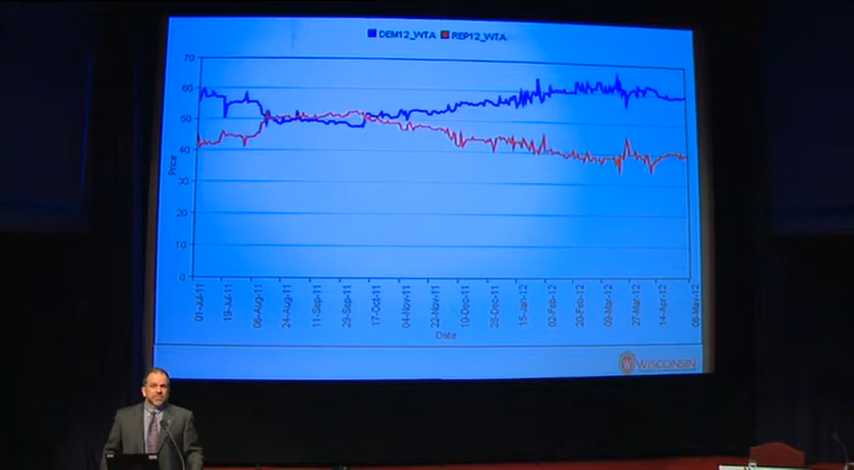 DEM12_WTA REP12_WTA
70
60
50
40
30
20
10
0
Price
01-Jul-11 19-Jul-11 06-Aug-11 24-Aug-11 11-Sep-11 29-Sep-11 17-Oct-11 04-Nov-11 22-Nov-11 10-Dec-11 28-Dec-11 15-Jan-12 02-Feb-12 20-Feb-12 09-Mar-12 27-Mar-12 14-Apr-12 05-May-12
Date
WISCONSIN